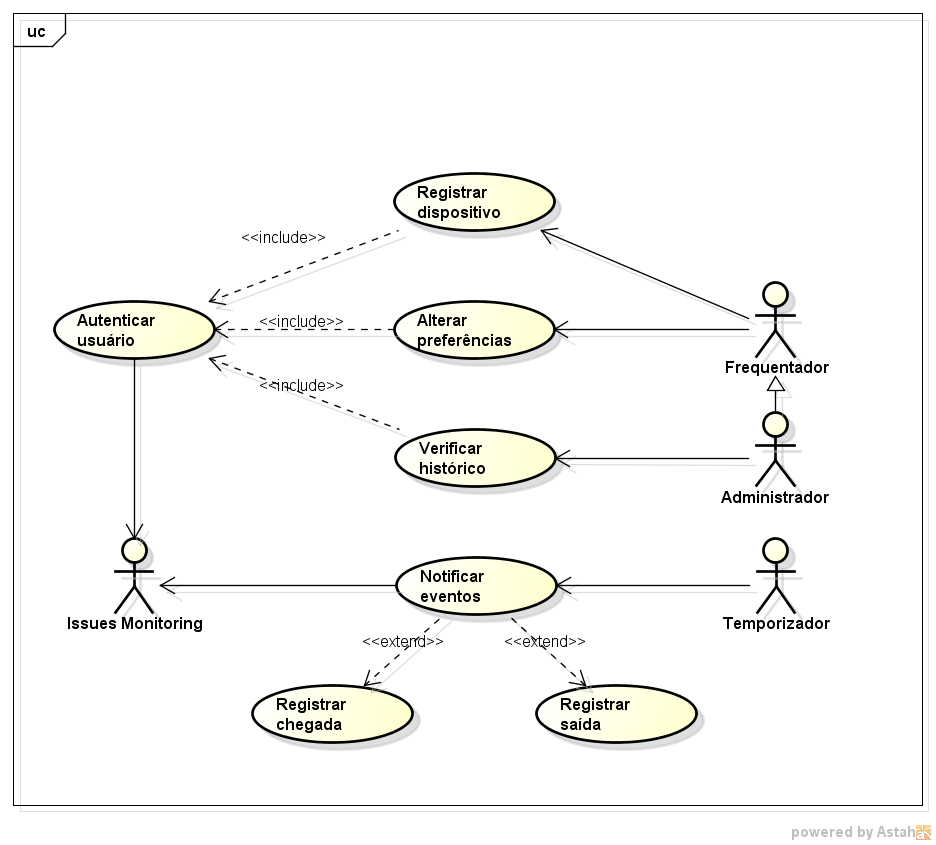 uc
Registrar
dispositivo
<<include>>
Autenticar
usuário
<<include>>
Alterar
preferências
Frequentador
<<include>>
Verificar
histórico
Administrador
Notificar
eventos
Issues Monitoring
Temporizador
<<extend>>
<<extend>>
Registrar
chegada
Registrar
saída
powered by Astah